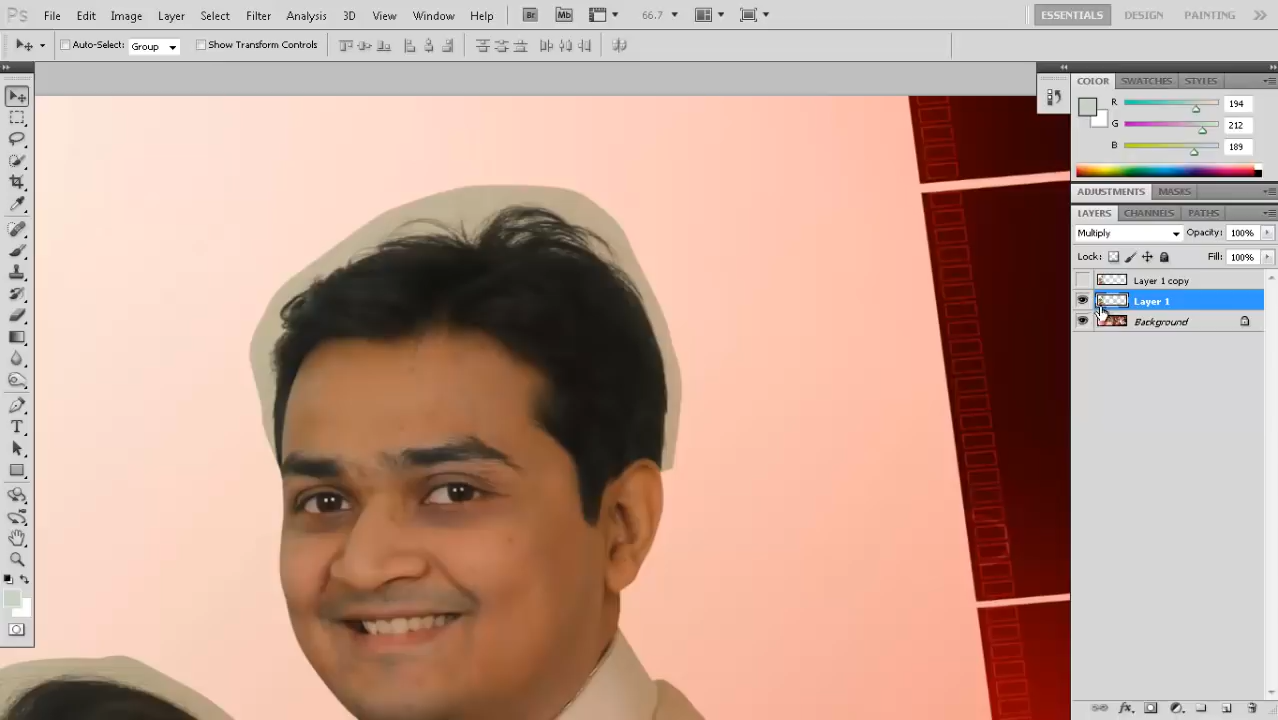 Ps File Edit Image Layer Select Filter Analysis 3D View Window Help Br Mb 66.7 ESSENTIALS DESIGN PAINTING
Auto-Select: Group Show Transform Controls
COLOR SWATCHES STYLES
R 194
G 212
B 189
ADJUSTMENTS MASKS
LAYERS CHANNELS PATHS
Multiply Opacity: 100%
Lock: Fill: 100%
Layer 1 copy
Layer 1
Background